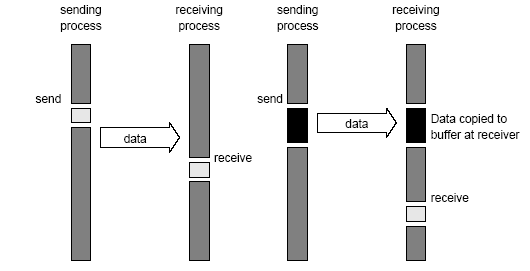 sending
process
receiving
process
sending
process
receiving
process
send
data
receive
send
data
Data copied to
buffer at receiver
receive